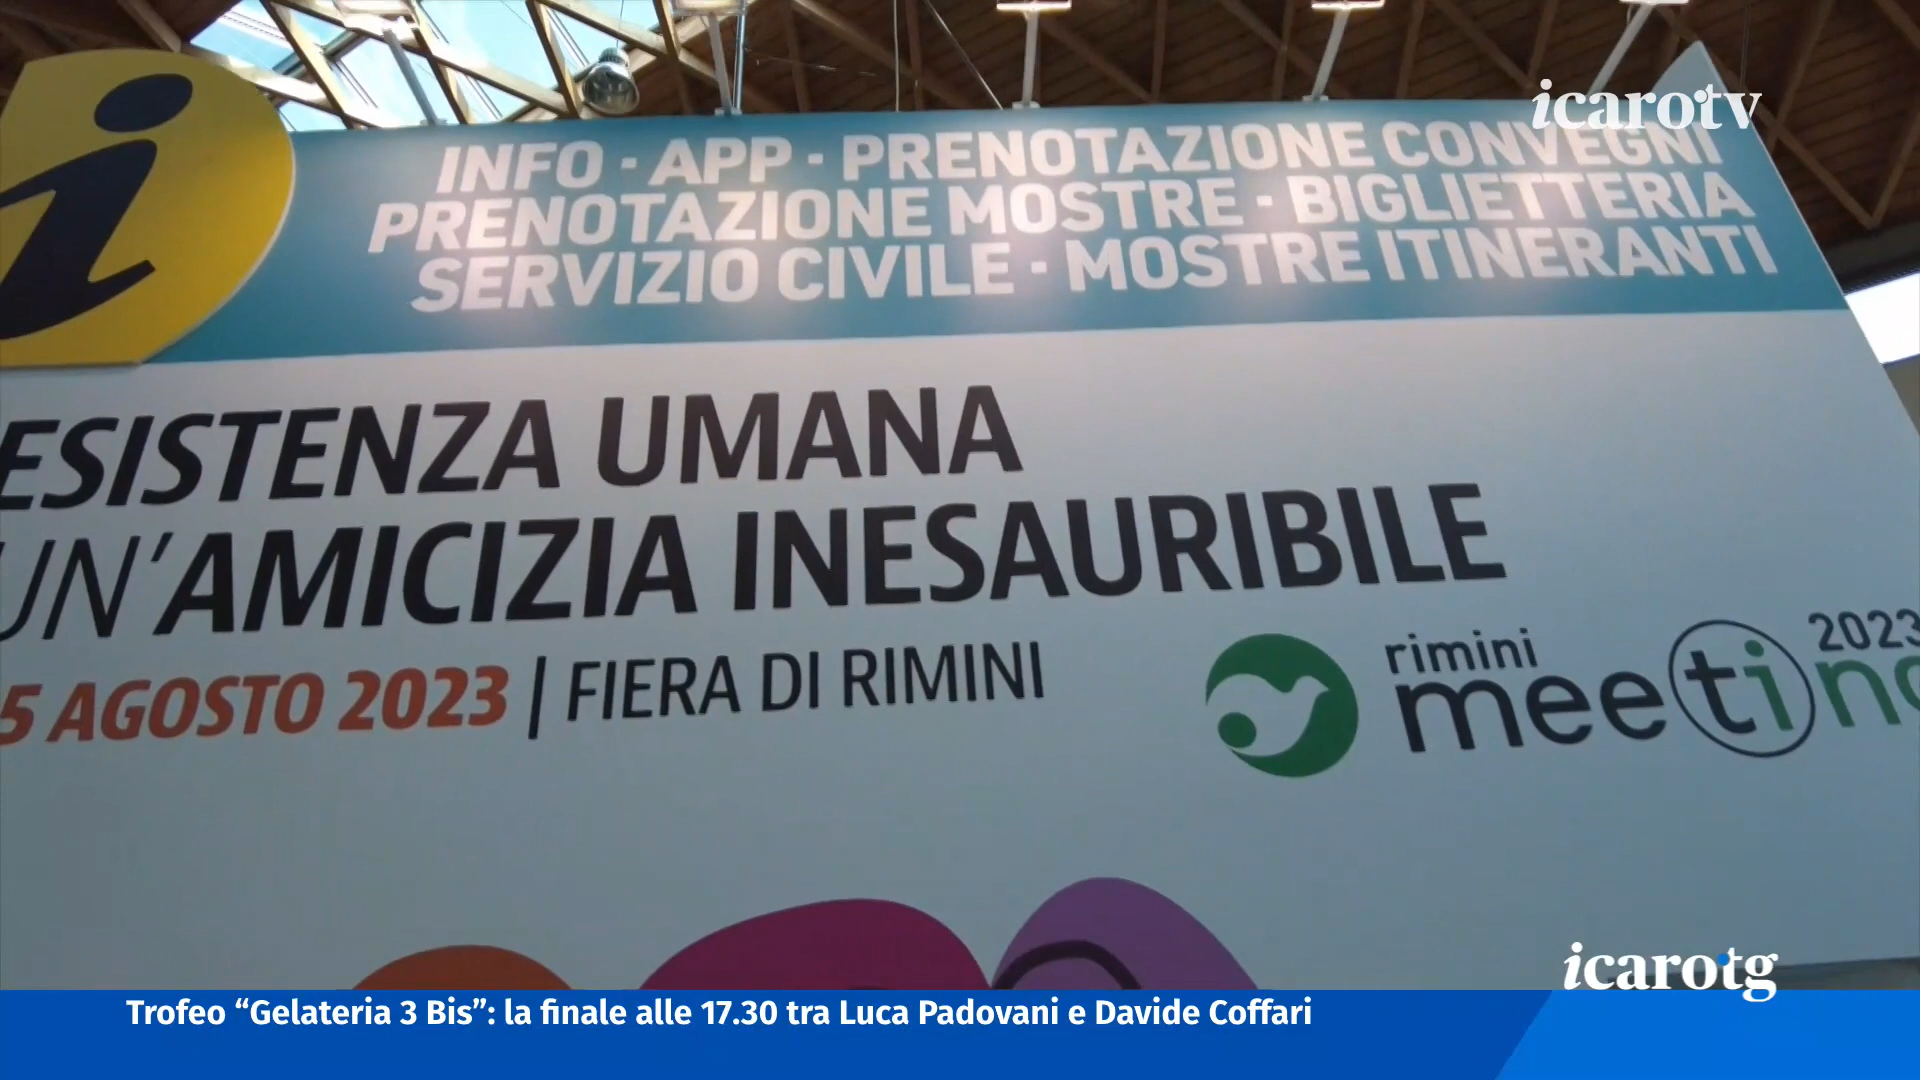 icarotv
i
INFO - APP - PRENOTAZIONE CONVEGNI
PRENOTAZIONE MOSTRE - BIGLIETTERIA
SERVIZIO CIVILE - MOSTRE ITINERANTI
ESISTENZA UMANA
UN'AMICIZIA INESAURIBILE
5 AGOSTO 2023 | FIERA DI RIMINI
rimini 2023
meeting
icarotg
Trofeo “Gelateria 3 Bis”: la finale alle 17.30 tra Luca Padovani e Davide Coffari